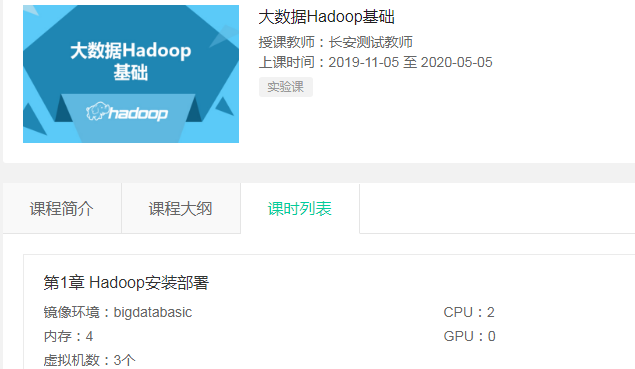 大数据Hadoop
基础
hadoop
大数据Hadoop基础
授课教师：长安测试教师
上课时间：2019-11-05 至 2020-05-05
实验课
课程简介 课程大纲 课时列表
第1章 Hadoop安装部署
镜像环境：bigdatabasic CPU：2
内存：4 GPU：0
虚拟机数：3个